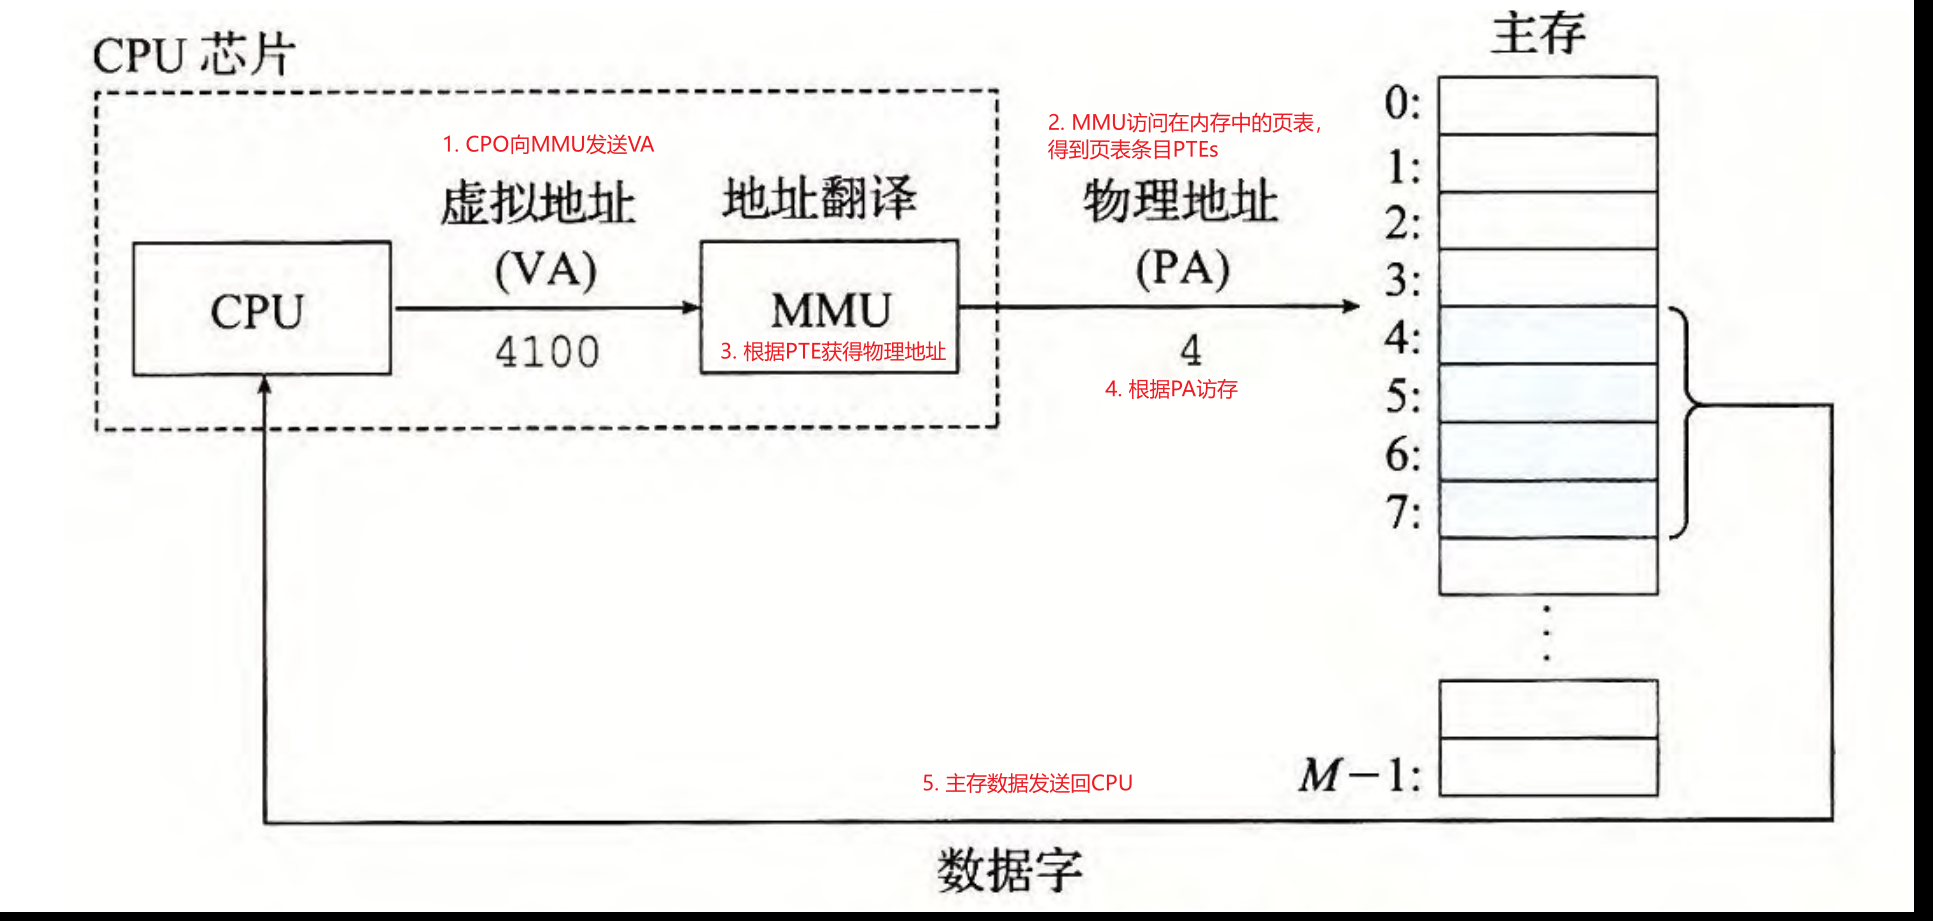 主存
CPU 芯片
0:
1. CPO向MMU发送VA
2. MMU访问在内存中的页表，
得到页表条目PTEs
1:
虚拟地址
地址翻译
物理地址
2:
(VA)
(PA)
3:
CPU
MMU
4:
4100
3. 根据PTE获得物理地址
4
4. 根据PA访存
5:
6:
7:
M−1:
5. 主存数据发送回CPU
数据字